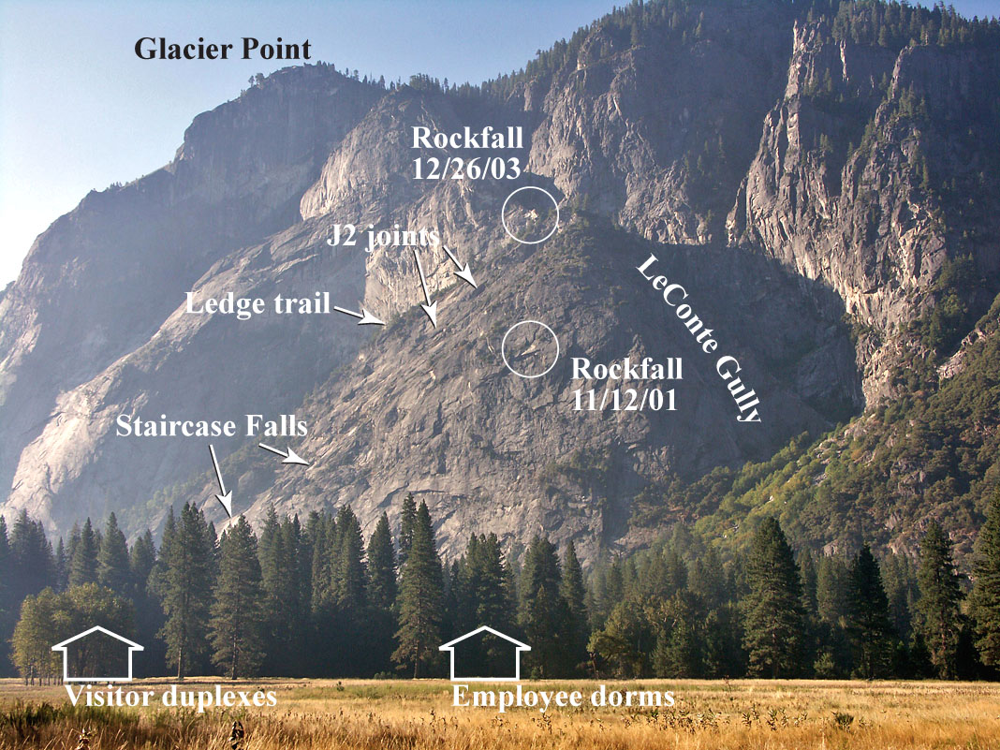 Glacier Point
Rockfall
12/26/03
J2 joints
Ledge trail
LeConte Gully
Rockfall
11/12/01
Staircase Falls
Visitor duplexes
Employee dorms